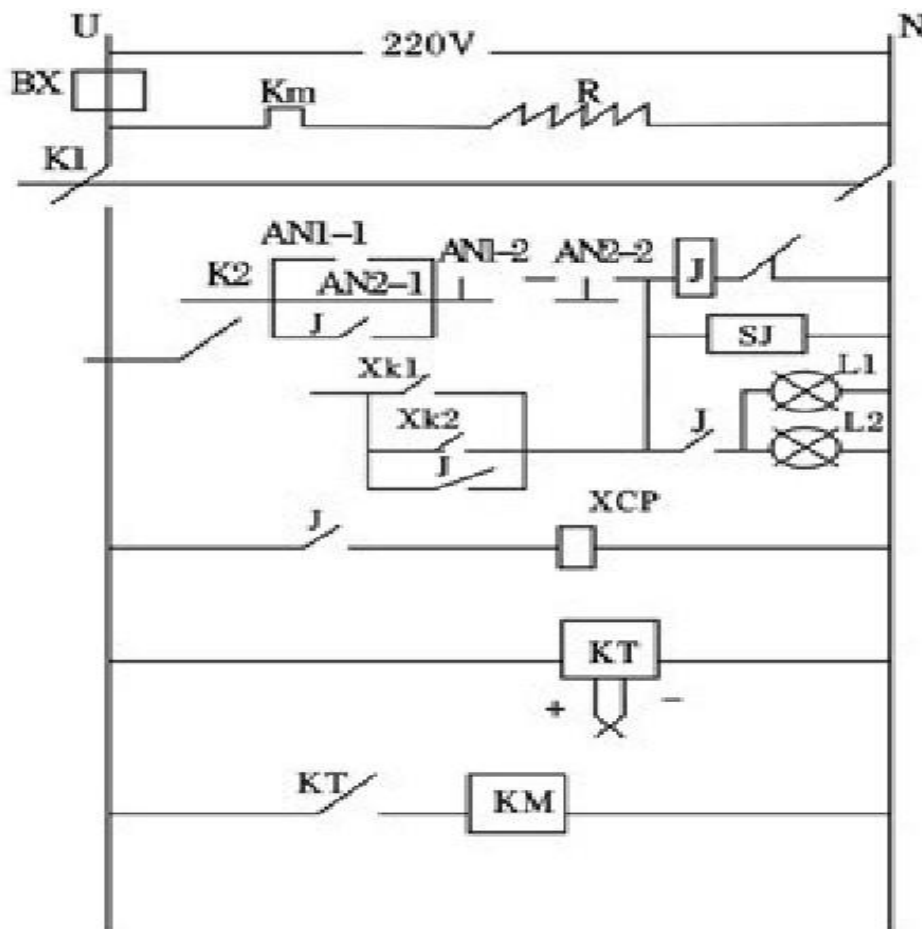 U N
220V
BX
Km R
K1
AN1-1
AN1-2 AN2-2
K2 AN2-1 J
J SJ
Xk1 L1
Xk2 J L2
J
J XCP
KT
+ −
KT KM